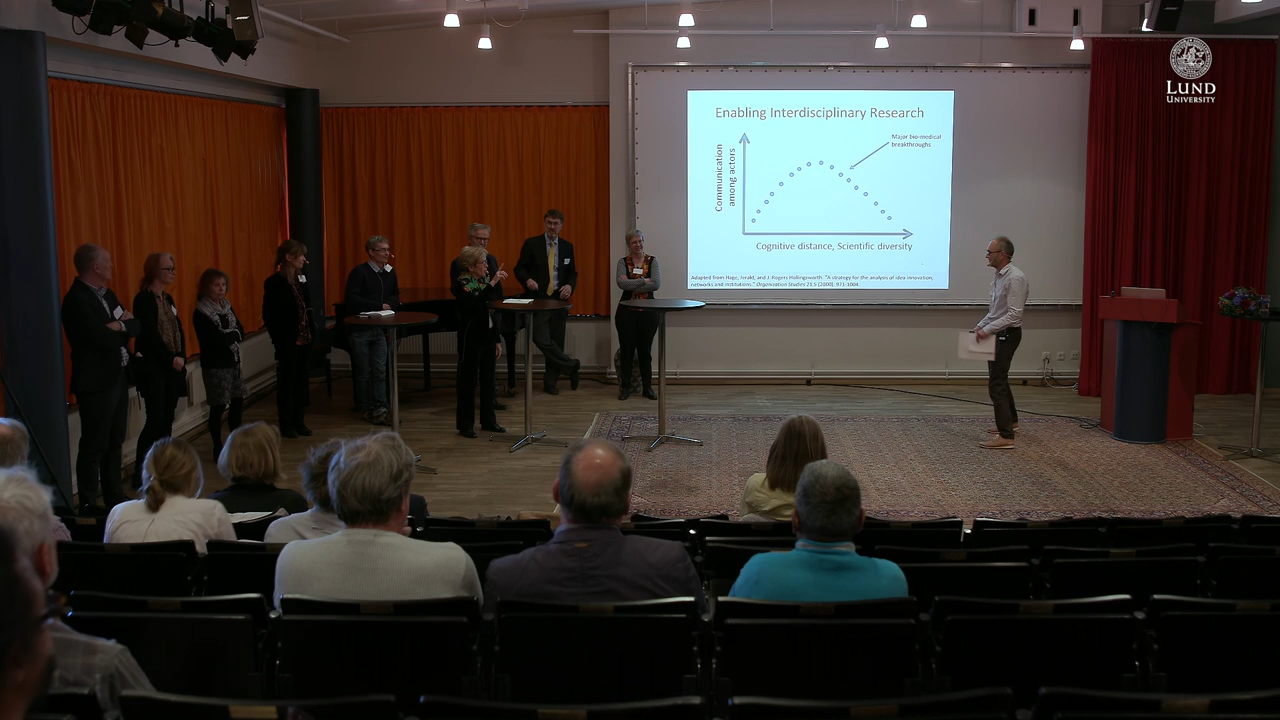 LUND
UNIVERSITY
Enabling Interdisciplinary Research
Major bio-medical
breakthroughs
Communication
among actors
Cognitive distance, Scientific diversity
Adapted from Hage, Jerald, and J. Rogers Hollingsworth. "A strategy for the analysis of idea innovation,
networks and institutions." Organization Studies 21.5 (2000): 971-1004.